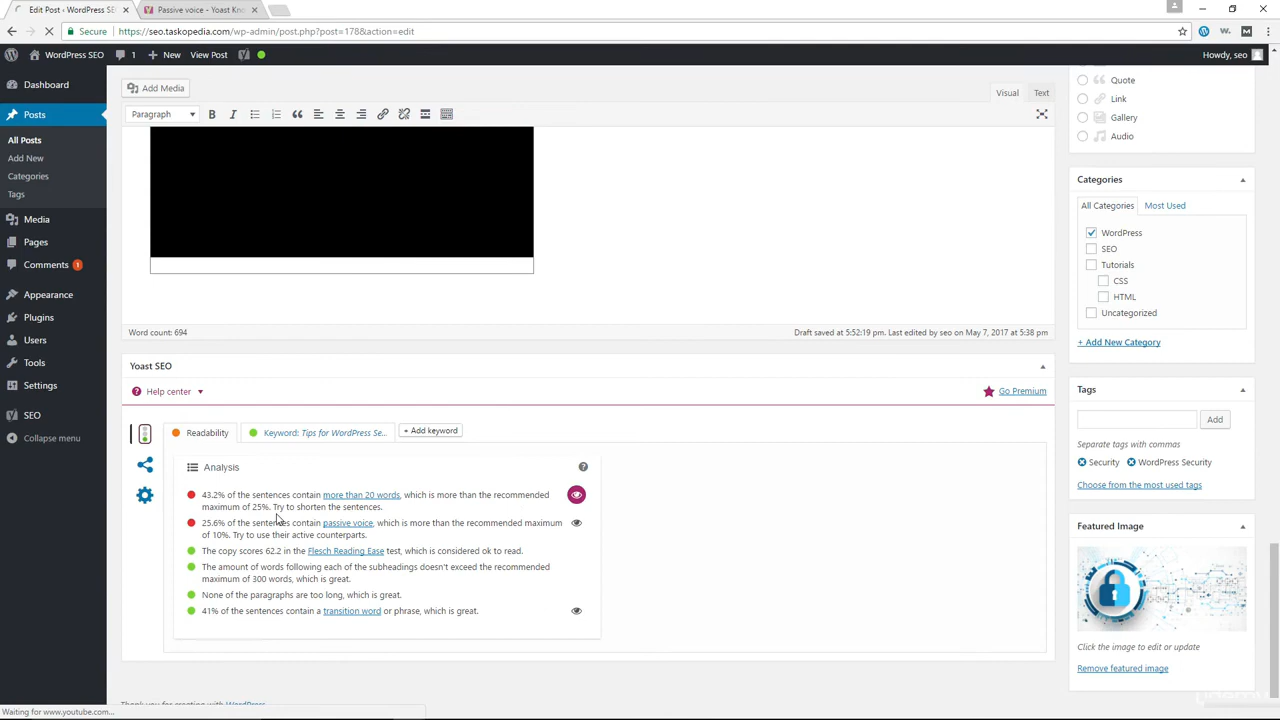 Edit Post ‹ WordPress SE
Passive voice - Yoast Kno
Secure
https://seo.taskopedia.com/wp-admin/post.php?post=178&action=edit
WordPress SEO
1
New
View Post
Howdy, seo
Dashboard
Posts
All Posts
Add New
Categories
Tags
Media
Pages
Comments 1
Appearance
Plugins
Users
Tools
Settings
SEO
Collapse menu
Add Media
Visual
Text
Paragraph
Word count: 694
Draft saved at 5:52:19 pm. Last edited by seo on May 7, 2017 at 5:38 pm
Yoast SEO
Help center
Go Premium
Readability
Keyword: Tips for WordPress Se...
+ Add keyword
Analysis
43.2% of the sentences contain more than 20 words, which is more than the recommended
maximum of 25%. Try to shorten the sentences.
25.6% of the sentences contain passive voice, which is more than the recommended maximum
of 10%. Try to use their active counterparts.
The copy scores 62.2 in the Flesch Reading Ease test, which is considered ok to read.
The amount of words following each of the subheadings doesn't exceed the recommended
maximum of 300 words, which is great.
None of the paragraphs are too long, which is great.
41% of the sentences contain a transition word or phrase, which is great.
Quote
Link
Gallery
Audio
Categories
All Categories
Most Used
WordPress
SEO
Tutorials
CSS
HTML
Uncategorized
+ Add New Category
Tags
Add
Separate tags with commas
Security
WordPress Security
Choose from the most used tags
Featured Image
Click the image to edit or update
Remove featured image
Thank you for creating with WordPress.
Waiting for www.youtube.com...